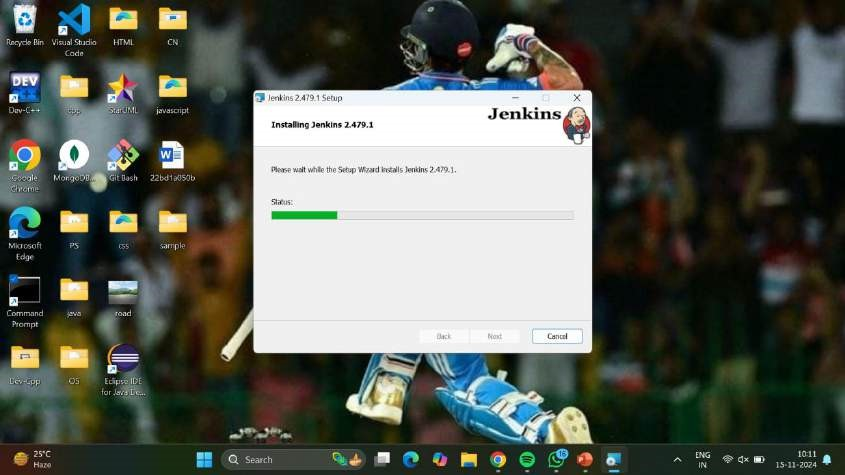 Recycle Bin
Visual Studio
Code
HTML
CN
DEV
C++
Dev-C++
cpp
StarUML
javascript
Google
Chrome
MongoDB...
Git Bash
22bd1a050b
Microsoft
Edge
PS
css
sample
Command
Prompt
java
road
Dev-Cpp
OS
Eclipse IDE
for Java De...
Jenkins 2.479.1 Setup
Installing Jenkins 2.479.1
Jenkins
Please wait while the Setup Wizard installs Jenkins 2.479.1.
Status:
Back
Next
Cancel
25°C
Haze
Search
16
ENG
IN
10:11
15-11-2024